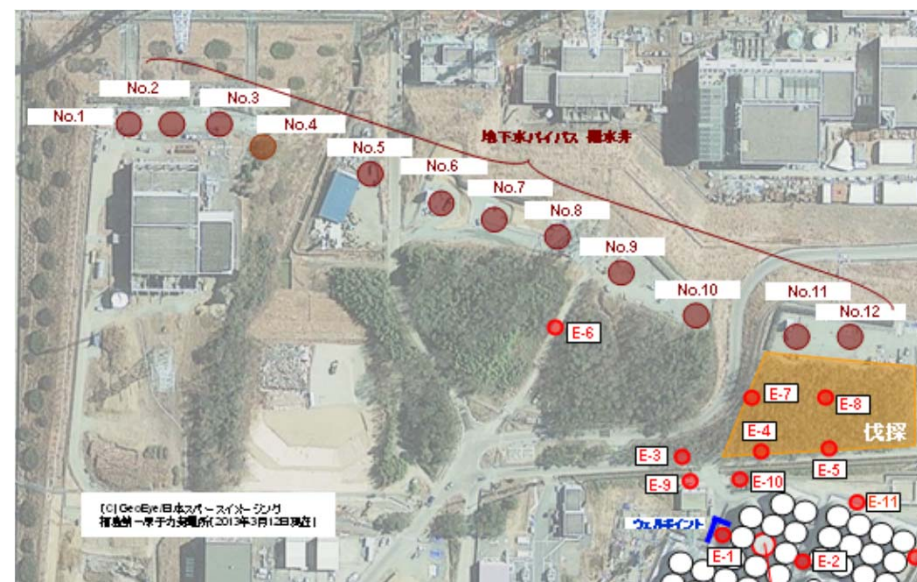 No.2
No.1
No.3
No.4
No.5
No.6
地下水バイパス 揚水井
No.7
No.8
No.9
No.10
No.11
No.12
E-6
E-7
E-8
伐採
E-4
E-3
E-5
E-9
E-10
E-11
ウェルポイント
E-1
E-2
(C)GeoEye/日本スペースイメージング
福島第一原子力発電所(2013年3月12日現在)